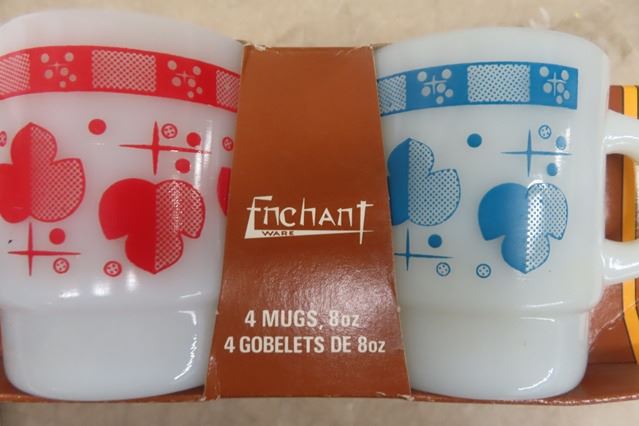 Enchant
WARE
4 MUGS, 8oz
4 GOBELETS DE 8oz